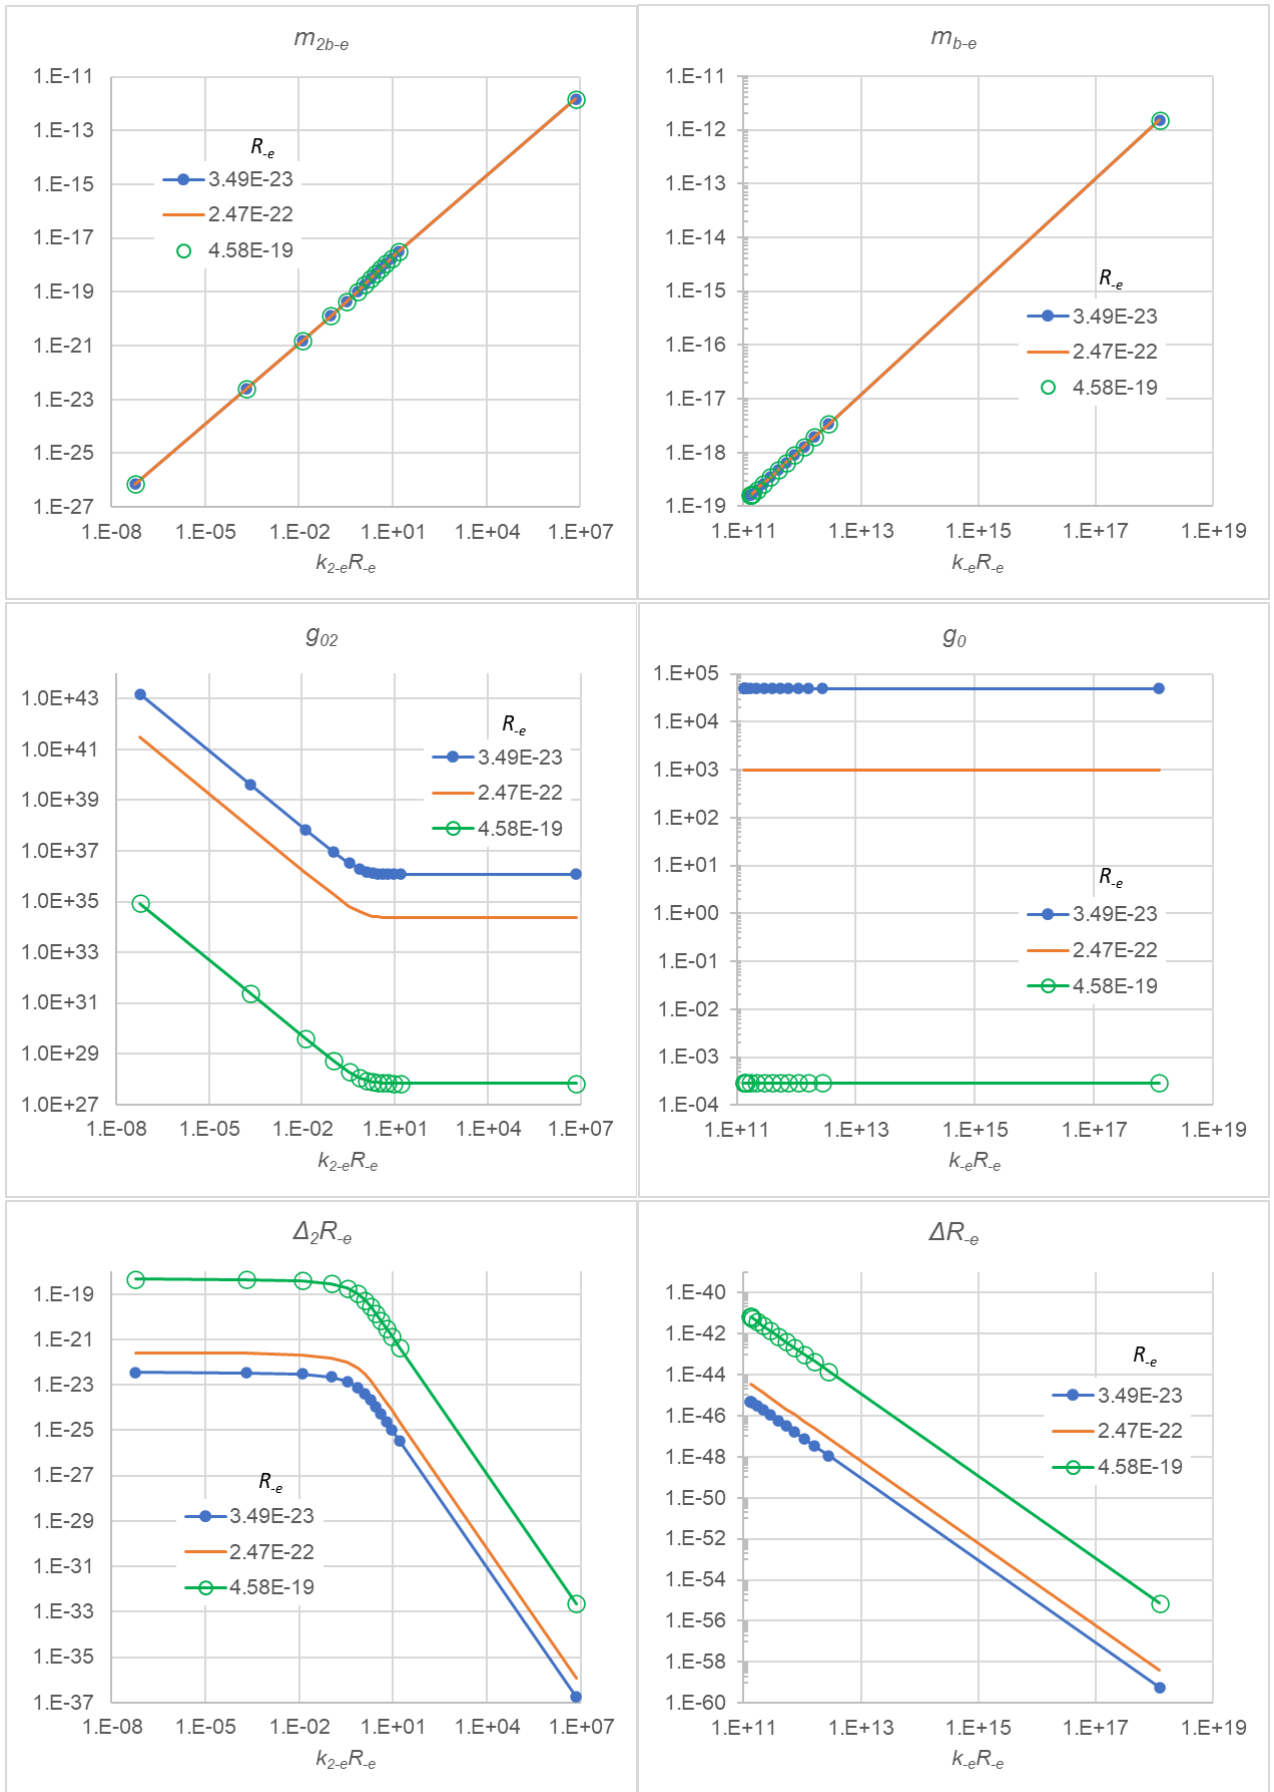 m2b-e
1.E-11
1.E-13
1.E-15
1.E-17
1.E-19
1.E-21
1.E-23
1.E-25
1.E-27
R-e
3.49E-23
2.47E-22
4.58E-19
1.E-08 1.E-05 1.E-02 1.E+01 1.E+04 1.E+07
k2-eR-e
mb-e
1.E-11
1.E-12
1.E-13
1.E-14
1.E-15
1.E-16
1.E-17
1.E-18
1.E-19
R-e
3.49E-23
2.47E-22
4.58E-19
1.E+11 1.E+13 1.E+15 1.E+17 1.E+19
k-eR-e
g02
1.0E+43
1.0E+41
1.0E+39
1.0E+37
1.0E+35
1.0E+33
1.0E+31
1.0E+29
1.0E+27
R-e
3.49E-23
2.47E-22
4.58E-19
1.E-08 1.E-05 1.E-02 1.E+01 1.E+04 1.E+07
k2-eR-e
g0
1.E+05
1.E+04
1.E+03
1.E+02
1.E+01
1.E+00
1.E-01
1.E-02
1.E-03
1.E-04
R-e
3.49E-23
2.47E-22
4.58E-19
1.E+11 1.E+13 1.E+15 1.E+17 1.E+19
k-eR-e
Δ2R-e
1.E-19
1.E-21
1.E-23
1.E-25
1.E-27
1.E-29
1.E-31
1.E-33
1.E-35
1.E-37
R-e
3.49E-23
2.47E-22
4.58E-19
1.E-08 1.E-05 1.E-02 1.E+01 1.E+04 1.E+07
k2-eR-e
ΔR-e
1.E-40
1.E-42
1.E-44
1.E-46
1.E-48
1.E-50
1.E-52
1.E-54
1.E-56
1.E-58
1.E-60
R-e
3.49E-23
2.47E-22
4.58E-19
1.E+11 1.E+13 1.E+15 1.E+17 1.E+19
k-eR-e